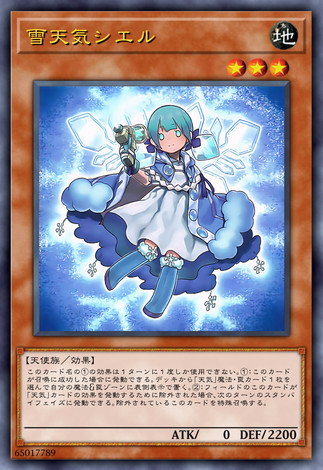 雪天気シエル
地
【天使族/効果】
このカード名の①の効果は1ターンに1度しか使用できない。①：このカード
が召喚に成功した場合に発動できる。デッキから「天気」魔法・罠カード1枚を
選んで自分の魔法&罠ゾーンに表側表示で置く。②：フィールドのこのカードが
「天気」カードの効果を発動するために除外された場合、次のターンのスタンバ
イフェイズに発動できる。除外されているこのカードを特殊召喚する。
ATK/ 0 DEF/2200
65017789